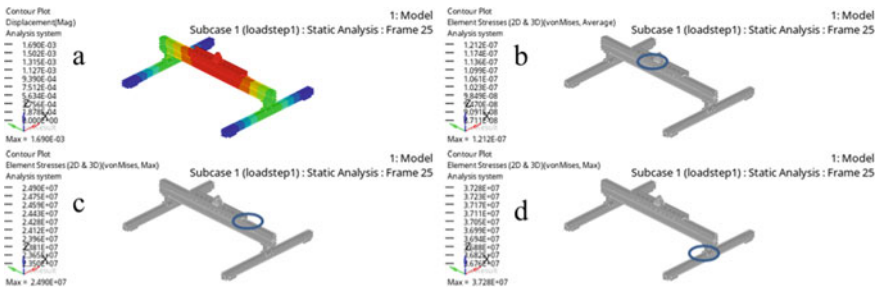 Contour Plot
Displacement(Mag)
Analysis system
1.690E-03
1.502E-03
1.315E-03
1.127E-03
9.390E-04
7.512E-04
5.634E-04
Z
X
Max = 1.690E-03
a
1: Model
Subcase 1 (loadstep1) : Static Analysis : Frame 25
Contour Plot
Element Stresses (2D & 3D)(vonMises, Average)
Analysis system
1.212E-07
1.174E-07
1.136E-07
1.099E-07
1.061E-07
1.023E-07
9.849E-08
Z
X
Max = 1.212E-07
b
1: Model
Subcase 1 (loadstep1) : Static Analysis : Frame 25
Contour Plot
Element Stresses (2D & 3D)(vonMises, Max)
Analysis system
2.490E+07
2.475E+07
2.459E+07
2.443E+07
2.428E+07
2.412E+07
Z
X
Max = 2.490E+07
c
1: Model
Subcase 1 (loadstep1) : Static Analysis : Frame 25
Contour Plot
Element Stresses (2D & 3D)(vonMises, Max)
Analysis system
3.728E+07
3.723E+07
3.717E+07
3.711E+07
3.705E+07
3.699E+07
3.694E+07
Z
X
Max = 3.728E+07
d
1: Model
Subcase 1 (loadstep1) : Static Analysis : Frame 25